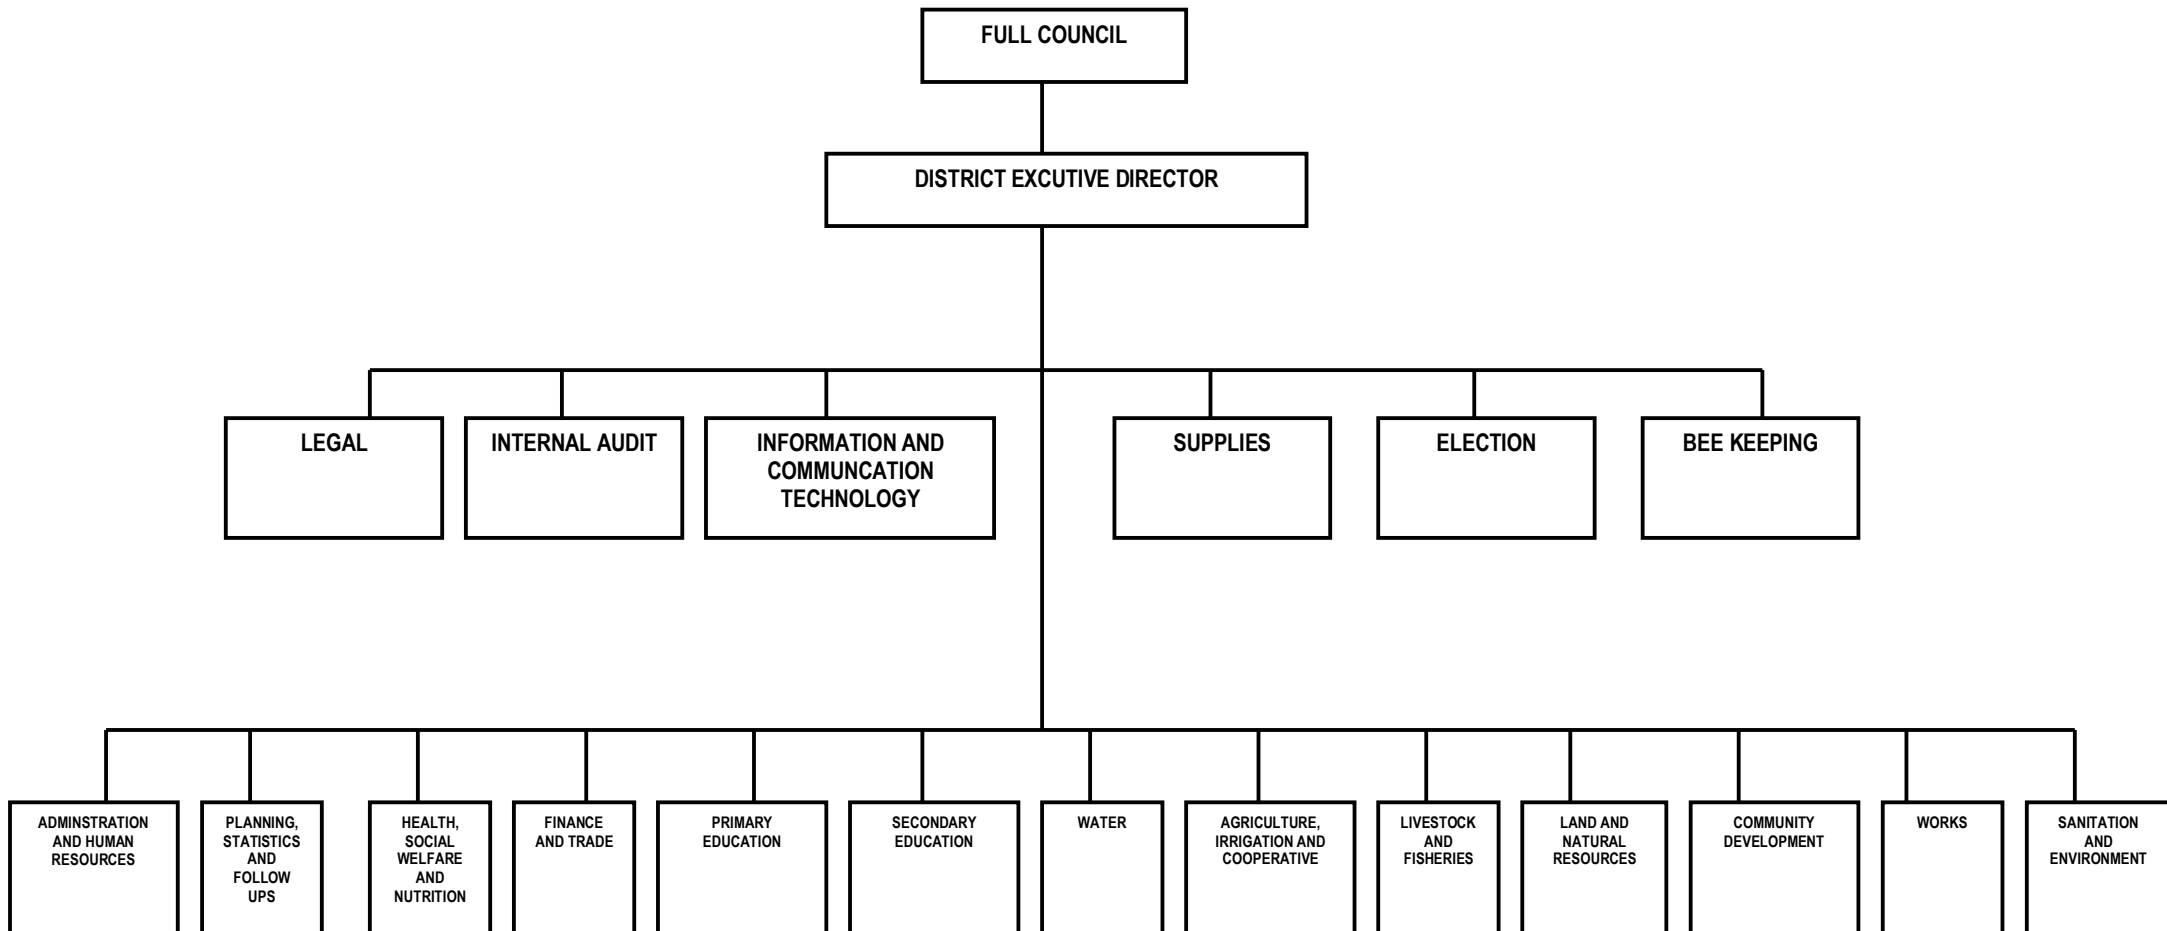 FULL COUNCIL
DISTRICT EXCUTIVE DIRECTOR
LEGAL
INTERNAL AUDIT
INFORMATION AND
COMMUNCATION
TECHNOLOGY
SUPPLIES
ELECTION
BEE KEEPING
ADMINSTRATION
AND HUMAN
RESOURCES
PLANNING,
STATISTICS
AND
FOLLOW
UPS
HEALTH,
SOCIAL
WELFARE
AND
NUTRITION
FINANCE
AND TRADE
PRIMARY
EDUCATION
SECONDARY
EDUCATION
WATER
AGRICULTURE,
IRRIGATION AND
COOPERATIVE
LIVESTOCK
AND
FISHERIES
LAND AND
NATURAL
RESOURCES
COMMUNITY
DEVELOPMENT
WORKS
SANITATION
AND
ENVIRONMENT